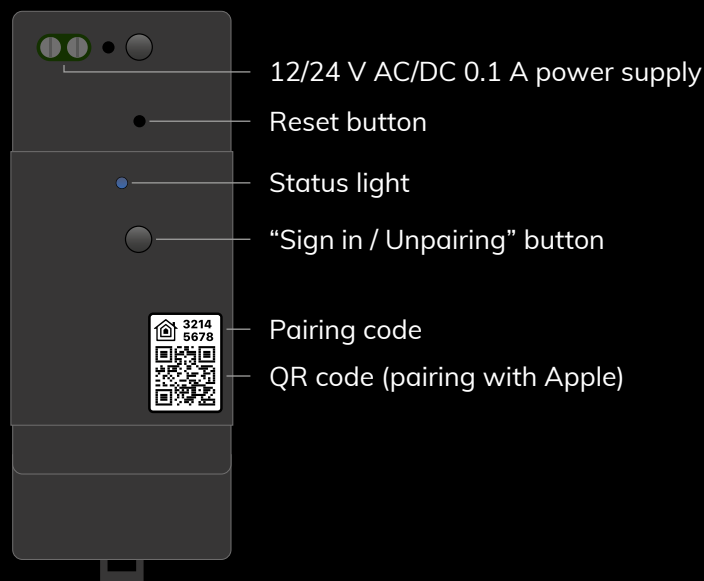 12/24 V AC/DC 0.1 A power supply
Reset button
Status light
“Sign in / Unpairing” button
3214
5678
Pairing code
QR code (pairing with Apple)